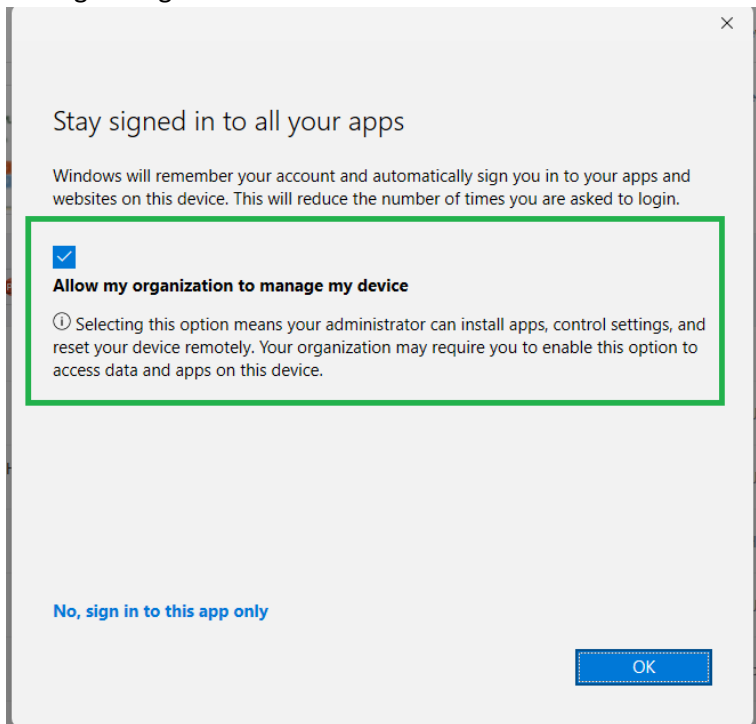 Stay signed in to all your apps
Windows will remember your account and automatically sign you in to your apps and
websites on this device. This will reduce the number of times you are asked to login.
Allow my organization to manage my device
Selecting this option means your administrator can install apps, control settings, and
reset your device remotely. Your organization may require you to enable this option to
access data and apps on this device.
No, sign in to this app only
OK